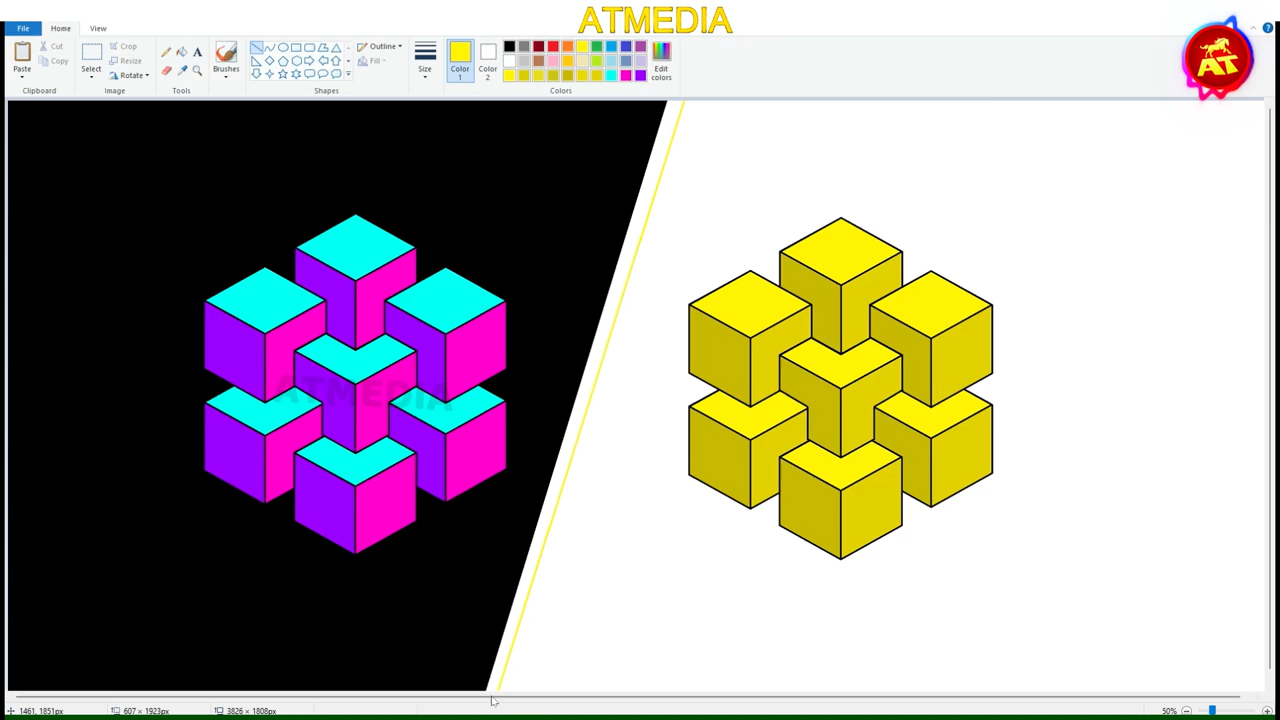 ATMEDIA
File Home View
Paste
Cut
Copy
Clipboard
Select
Crop
Resize
Rotate
Image
Tools
Brushes
Shapes
Outline
Fill
Size
Color
1
Color
2
Edit
colors
Colors
AT
ATMEDIA
1461, 1851px 607 × 1923px 3826 × 1808px 50%